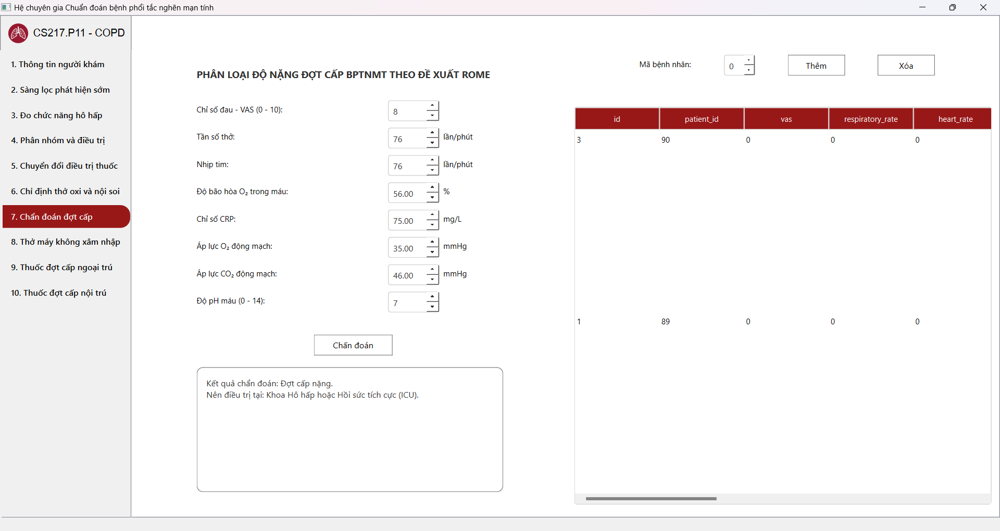 Hệ chuyên gia Chuẩn đoán bệnh phổi tắc nghẽn mạn tính
CS217.P11 - COPD
1. Thông tin người khám
2. Sàng lọc phát hiện sớm
3. Đo chức năng hô hấp
4. Phân nhóm và điều trị
5. Chuyển đổi điều trị thuốc
6. Chỉ định thở oxi và nội soi
7. Chẩn đoán đợt cấp
8. Thở máy không xâm nhập
9. Thuốc đợt cấp ngoại trú
10. Thuốc đợt cấp nội trú
PHÂN LOẠI ĐỘ NẶNG ĐỢT CẤP BPTNMT THEO ĐỀ XUẤT ROME
Chỉ số đau - VAS (0 - 10): 8
Tần số thở: 76 lần/phút
Nhịp tim: 76 lần/phút
Độ bão hòa O₂ trong máu: 56.00 %
Chỉ số CRP: 75.00 mg/L
Áp lực O₂ động mạch: 35.00 mmHg
Áp lực CO₂ động mạch: 46.00 mmHg
Độ pH máu (0 - 14): 7
Chấn đoán
Kết quả chẩn đoán: Đợt cấp nặng.
Nên điều trị tại: Khoa Hô hấp hoặc Hồi sức tích cực (ICU).
Mã bệnh nhân: 0 Thêm Xóa
id patient_id vas respiratory_rate heart_rate
3 90 0 0 0
1 89 0 0 0